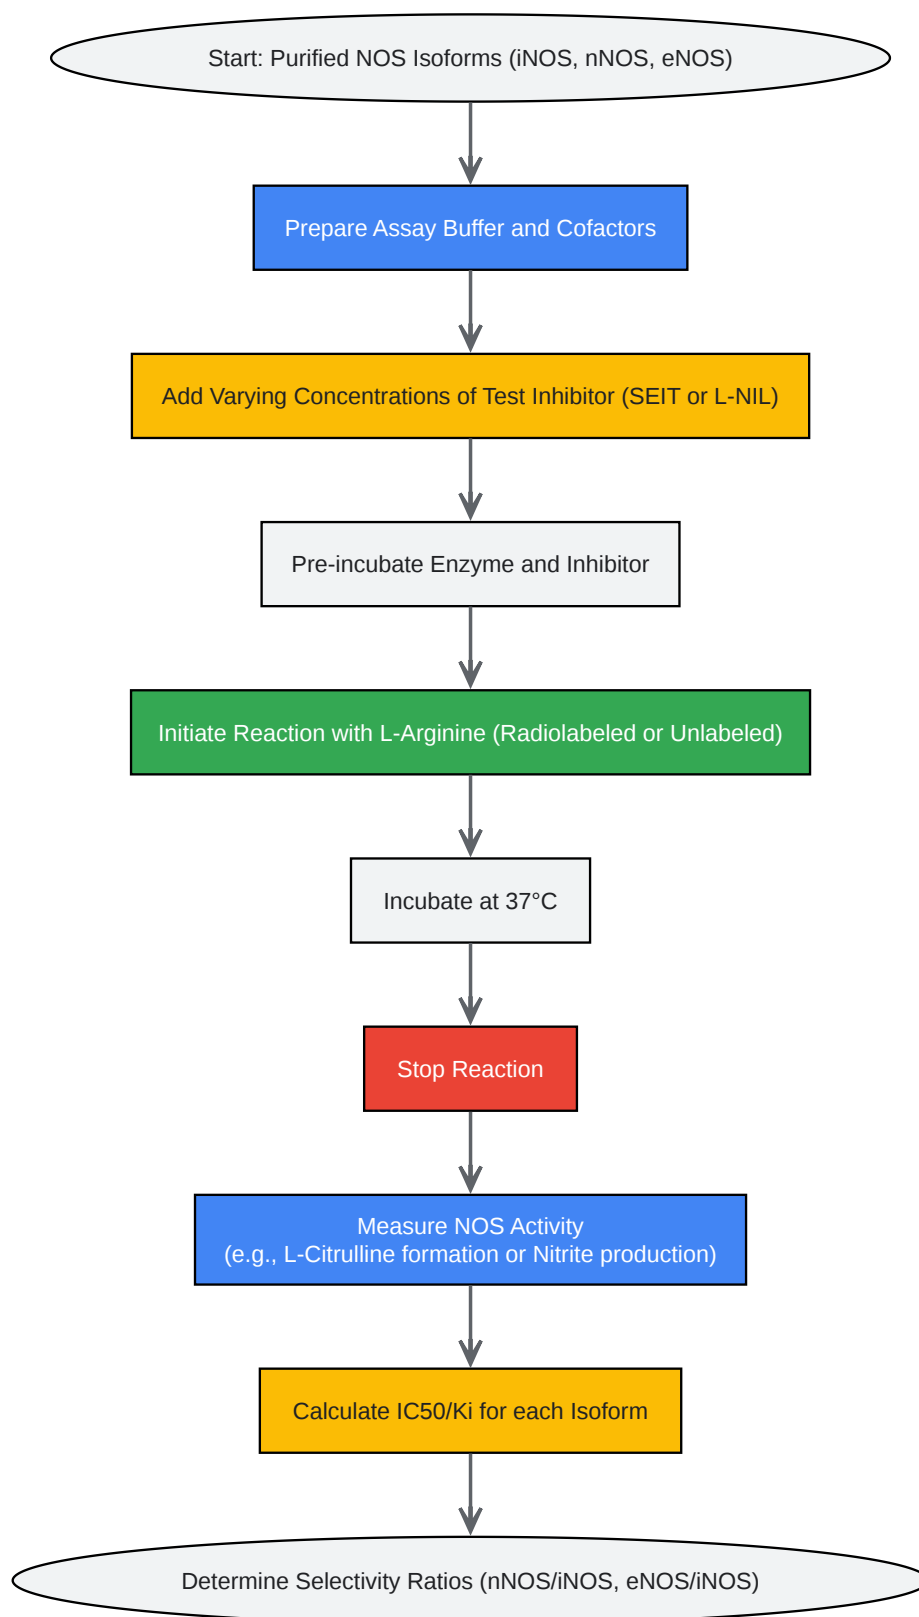 Start: Purified NOS Isoforms (iNOS, nNOS, eNOS)
Prepare Assay Buffer and Cofactors
Add Varying Concentrations of Test Inhibitor (SEIT or L-NIL)
Pre-incubate Enzyme and Inhibitor
Initiate Reaction with L-Arginine (Radiolabeled or Unlabeled)
Incubate at 37°C
Stop Reaction
Measure NOS Activity
(e.g., L-Citrulline formation or Nitrite production)
Calculate IC50/Ki for each Isoform
Determine Selectivity Ratios (nNOS/iNOS, eNOS/iNOS)